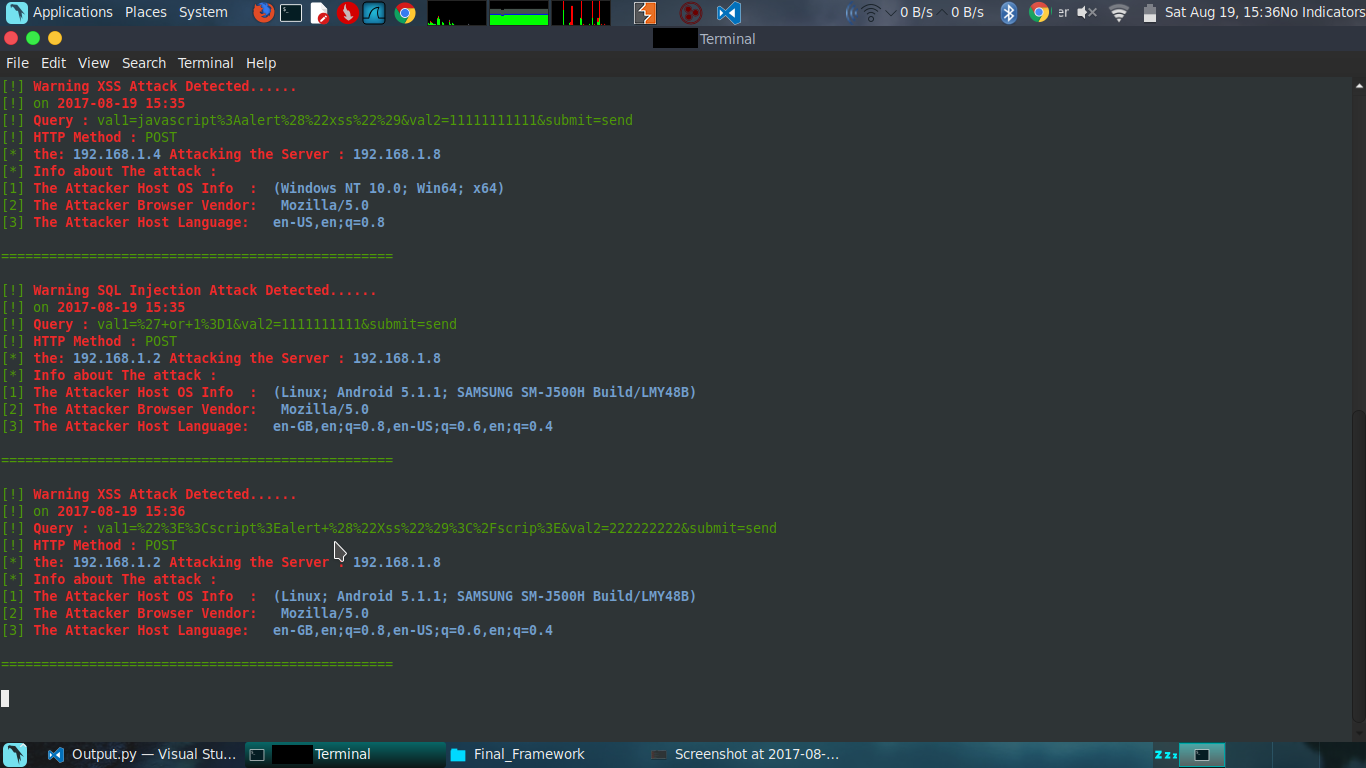 Applications Places System 0 B/s 0 B/s er Sat Aug 19, 15:36 No Indicators
Terminal
File Edit View Search Terminal Help
[!] Warning XSS Attack Detected......
[!] on 2017-08-19 15:35
[!] Query : val1=javascript%3Aalert%28%22xss%22%29&val2=11111111111&submit=send
[!] HTTP Method : POST
[*] the: 192.168.1.4 Attacking the Server : 192.168.1.8
[*] Info about The attack :
[1] The Attacker Host OS Info  :  (Windows NT 10.0; Win64; x64)
[2] The Attacker Browser Vendor:   Mozilla/5.0
[3] The Attacker Host Language:   en-US,en;q=0.8
=================================================
[!] Warning SQL Injection Attack Detected......
[!] on 2017-08-19 15:35
[!] Query : val1=%27+or+1%3D1&val2=1111111111&submit=send
[!] HTTP Method : POST
[*] the: 192.168.1.2 Attacking the Server : 192.168.1.8
[*] Info about The attack :
[1] The Attacker Host OS Info  :  (Linux; Android 5.1.1; SAMSUNG SM-J500H Build/LMY48B)
[2] The Attacker Browser Vendor:   Mozilla/5.0
[3] The Attacker Host Language:   en-GB,en;q=0.8,en-US;q=0.6,en;q=0.4
=================================================
[!] Warning XSS Attack Detected......
[!] on 2017-08-19 15:36
[!] Query : val1=%22%3E%3Cscript%3Ealert+%28%22Xss%22%29%3C%2Fscrip%3E&val2=222222222&submit=send
[!] HTTP Method : POST
[*] the: 192.168.1.2 Attacking the Server : 192.168.1.8
[*] Info about The attack :
[1] The Attacker Host OS Info  :  (Linux; Android 5.1.1; SAMSUNG SM-J500H Build/LMY48B)
[2] The Attacker Browser Vendor:   Mozilla/5.0
[3] The Attacker Host Language:   en-GB,en;q=0.8,en-US;q=0.6,en;q=0.4
=================================================
Output.py — Visual Stu... Terminal Final_Framework Screenshot at 2017-08-... zzz